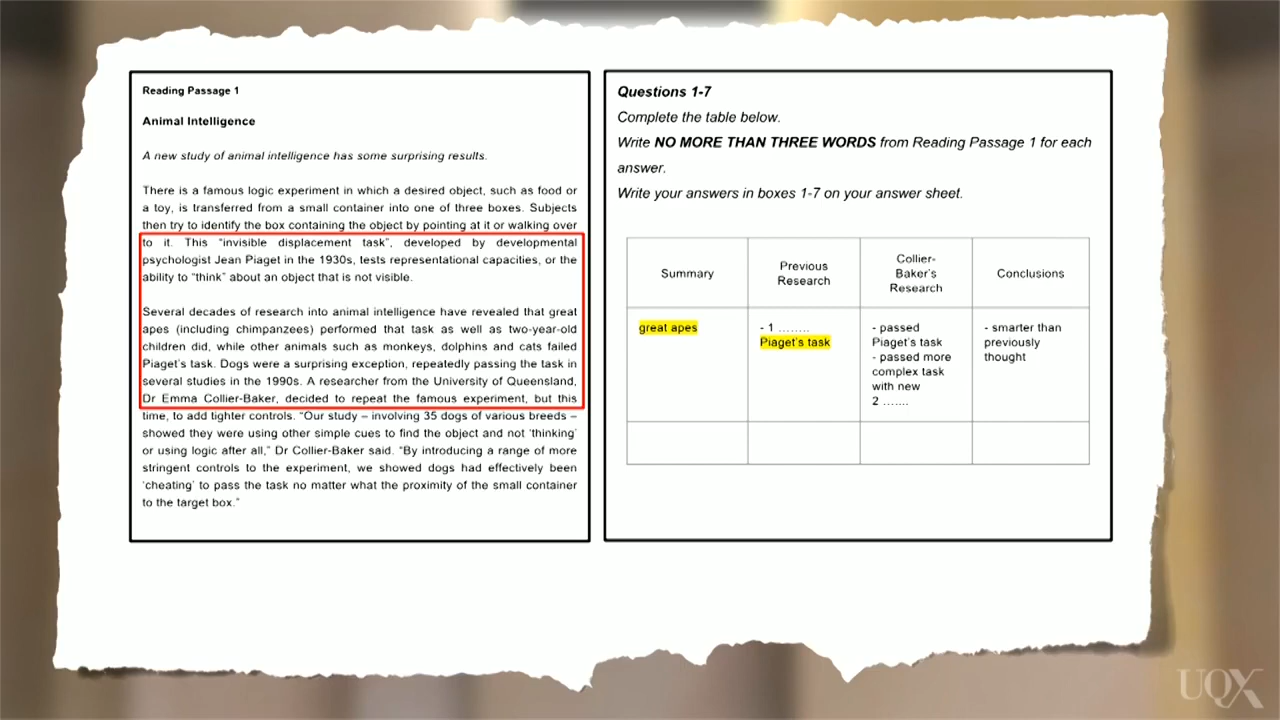 Reading Passage 1
Animal Intelligence
A new study of animal intelligence has some surprising results.
There is a famous logic experiment in which a desired object, such as food or
a toy, is transferred from a small container into one of three boxes. Subjects
then try to identify the box containing the object by pointing at it or walking over
to it. This “invisible displacement task”, developed by developmental
psychologist Jean Piaget in the 1930s, tests representational capacities, or the
ability to “think” about an object that is not visible.
Several decades of research into animal intelligence have revealed that great
apes (including chimpanzees) performed that task as well as two-year-old
children did, while other animals such as monkeys, dolphins and cats failed
Piaget’s task. Dogs were a surprising exception, repeatedly passing the task in
several studies in the 1990s. A researcher from the University of Queensland,
Dr Emma Collier-Baker, decided to repeat the famous experiment, but this
time, to add tighter controls. “Our study – involving 35 dogs of various breeds –
showed they were using other simple cues to find the object and not ‘thinking’
or using logic after all,” Dr Collier-Baker said. “By introducing a range of more
stringent controls to the experiment, we showed dogs had effectively been
‘cheating’ to pass the task no matter what the proximity of the small container
to the target box.”
Questions 1-7
Complete the table below.
Write NO MORE THAN THREE WORDS from Reading Passage 1 for each
answer.
Write your answers in boxes 1-7 on your answer sheet.
Summary
Previous
Research
Collier-
Baker’s
Research
Conclusions
great apes
- 1 ........
Piaget’s task
- passed
Piaget’s task
- passed more
complex task
with new
2 .......
- smarter than
previously
thought
UQX